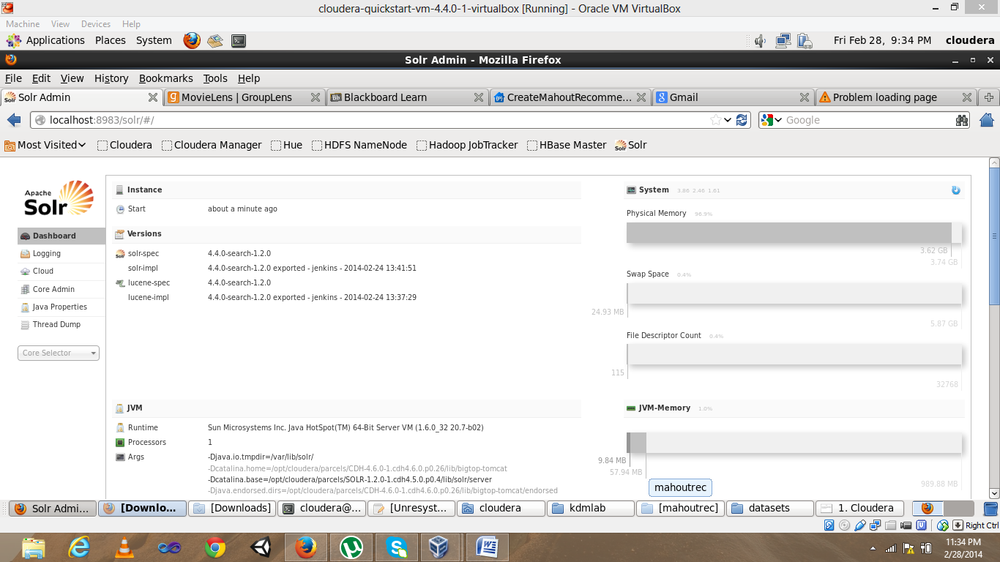 cloudera-quickstart-vm-4.4.0-1-virtualbox [Running] - Oracle VM VirtualBox
Machine View Devices Help
Applications Places System Fri Feb 28, 9:34 PM cloudera
Solr Admin - Mozilla Firefox
File Edit View History Bookmarks Tools Help
Solr Admin MovieLens | GroupLens Blackboard Learn CreateMahoutRecomme... Gmail Problem loading page
localhost:8983/solr/#/ Google
Most Visited Cloudera Cloudera Manager Hue HDFS NameNode Hadoop JobTracker HBase Master Solr
Apache
Solr
Dashboard
Logging
Cloud
Core Admin
Java Properties
Thread Dump
Core Selector
Instance
Start about a minute ago
Versions
solr-spec 4.4.0-search-1.2.0
solr-impl 4.4.0-search-1.2.0 exported - jenkins - 2014-02-24 13:41:51
lucene-spec 4.4.0-search-1.2.0
lucene-impl 4.4.0-search-1.2.0 exported - jenkins - 2014-02-24 13:37:29
JVM
Runtime Sun Microsystems Inc. Java HotSpot(TM) 64-Bit Server VM (1.6.0_32 20.7-b02)
Processors 1
Args -Djava.io.tmpdir=/var/lib/solr/
-Dcatalina.home=/opt/cloudera/parcels/CDH-4.6.0-1.cdh4.6.0.p0.26/lib/bigtop-tomcat
-Dcatalina.base=/opt/cloudera/parcels/SOLR-1.2.0-1.cdh4.5.0.p0.4/lib/solr/server
-Djava.endorsed.dirs=/opt/cloudera/parcels/CDH-4.6.0-1.cdh4.6.0.p0.26/lib/bigtop-tomcat/endorsed
System 3.86 2.46 1.61
Physical Memory 96.9%
3.62 GB
3.74 GB
Swap Space 0.4%
24.93 MB
5.87 GB
File Descriptor Count 0.4%
115
32768
JVM-Memory 1.0%
9.84 MB
57.94 MB
989.88 MB
mahoutrec
Solr Admi... [Downlo... [Downloads] cloudera@... [Unresyst... cloudera kdmlab [mahoutrec] datasets 1. Cloudera
Right Ctrl
11:34 PM
2/28/2014